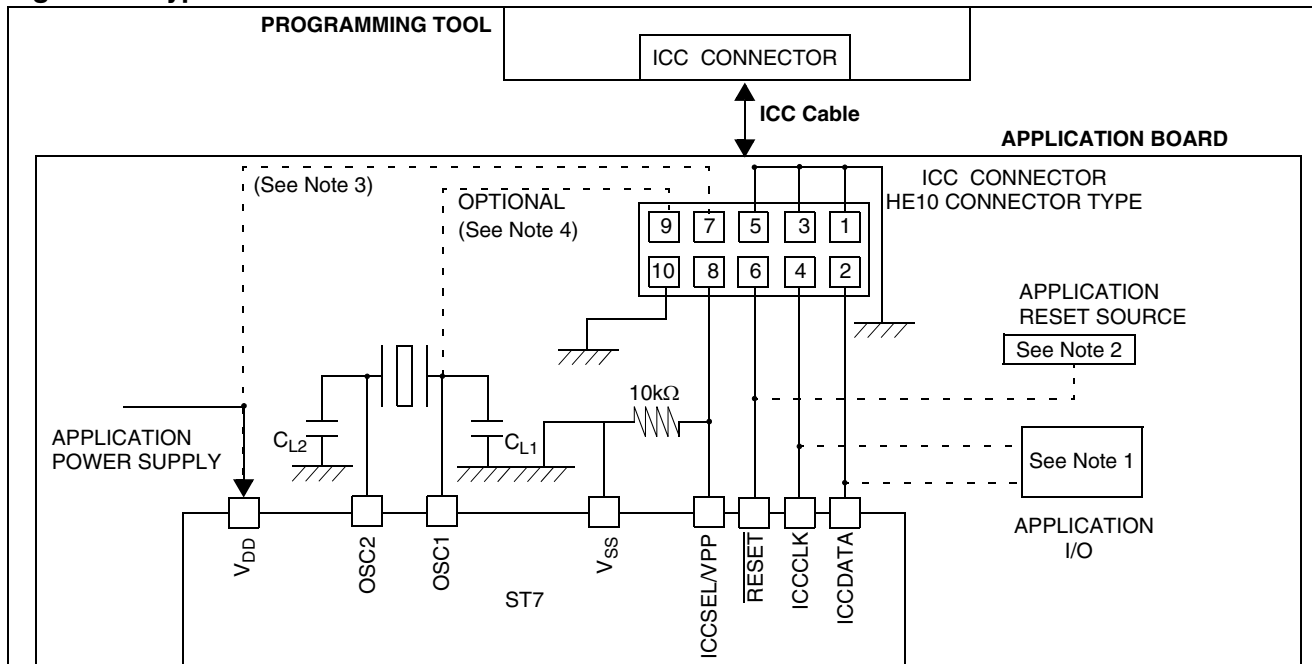 PROGRAMMING TOOL
ICC CONNECTOR
ICC Cable
APPLICATION BOARD
(See Note 3)
OPTIONAL
(See Note 4)
ICC CONNECTOR
HE10 CONNECTOR TYPE
9 7 5 3 1
10 8 6 4 2
APPLICATION
RESET SOURCE
See Note 2
10kΩ
APPLICATION
POWER SUPPLY
CL2
CL1
See Note 1
APPLICATION
I/O
VDD
OSC2
OSC1
VSS
ICCSEL/VPP
RESET
ICCCLK
ICCDATA
ST7